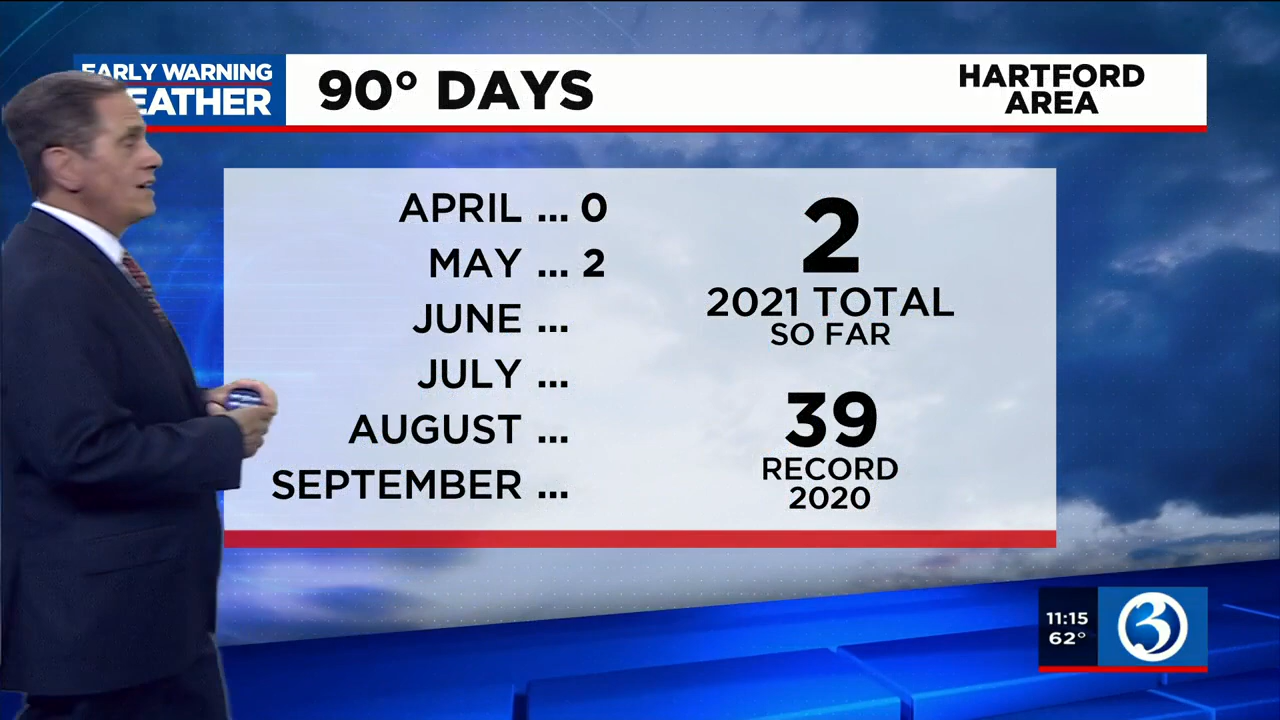 EARLY WARNING
WEATHER
90° DAYS
HARTFORD
AREA
APRIL ... 0
MAY ... 2
JUNE ...
JULY ...
AUGUST ...
SEPTEMBER ...
2
2021 TOTAL
SO FAR
39
RECORD
2020
11:15
62°
3